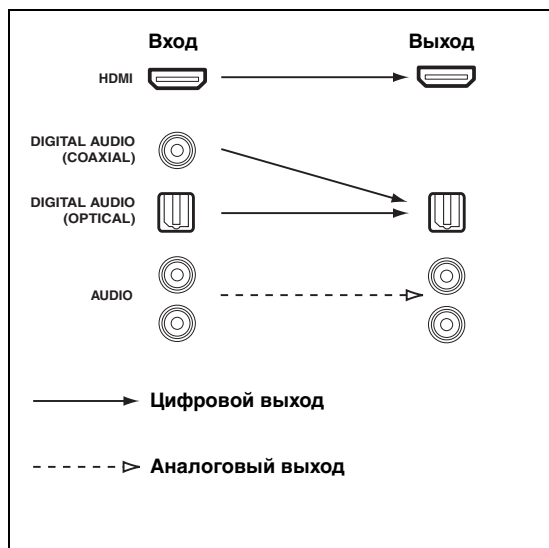 Вход Выход
HDMI
DIGITAL AUDIO
(COAXIAL)
DIGITAL AUDIO
(OPTICAL)
AUDIO
Цифровой выход
Аналоговый выход